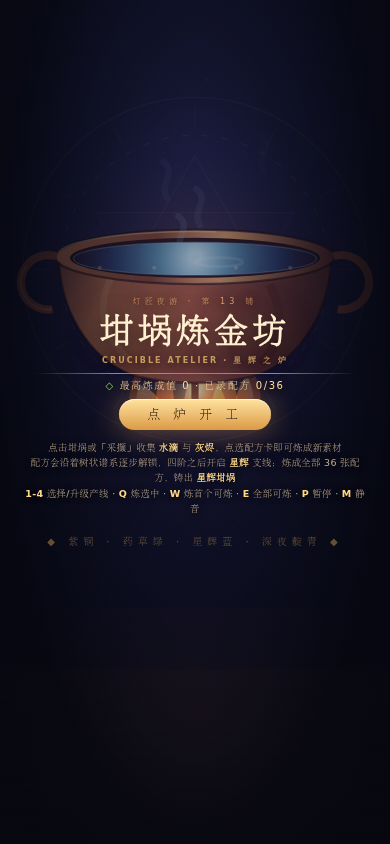 灯匠夜游 · 第 13 铺
坩埚炼金坊
CRUCIBLE ATELIER · 星辉之炉
◇ 最高炼成值 0 · 已录配方 0/36
点炉开工
点击坩埚或「采撷」收集 水滴 与 灰烬，点选配方卡即可炼成新素材
配方会沿着树状谱系逐步解锁，四阶之后开启 星辉 支线；炼成全部 36 张配
方，铸出 星辉坩埚
1-4 选择/升级产线 · Q 炼选中 · W 炼首个可炼 · E 全部可炼 · P 暂停 · M 静
音
◆ 紫铜 · 药草绿 · 星辉蓝 · 深夜靛青 ◆